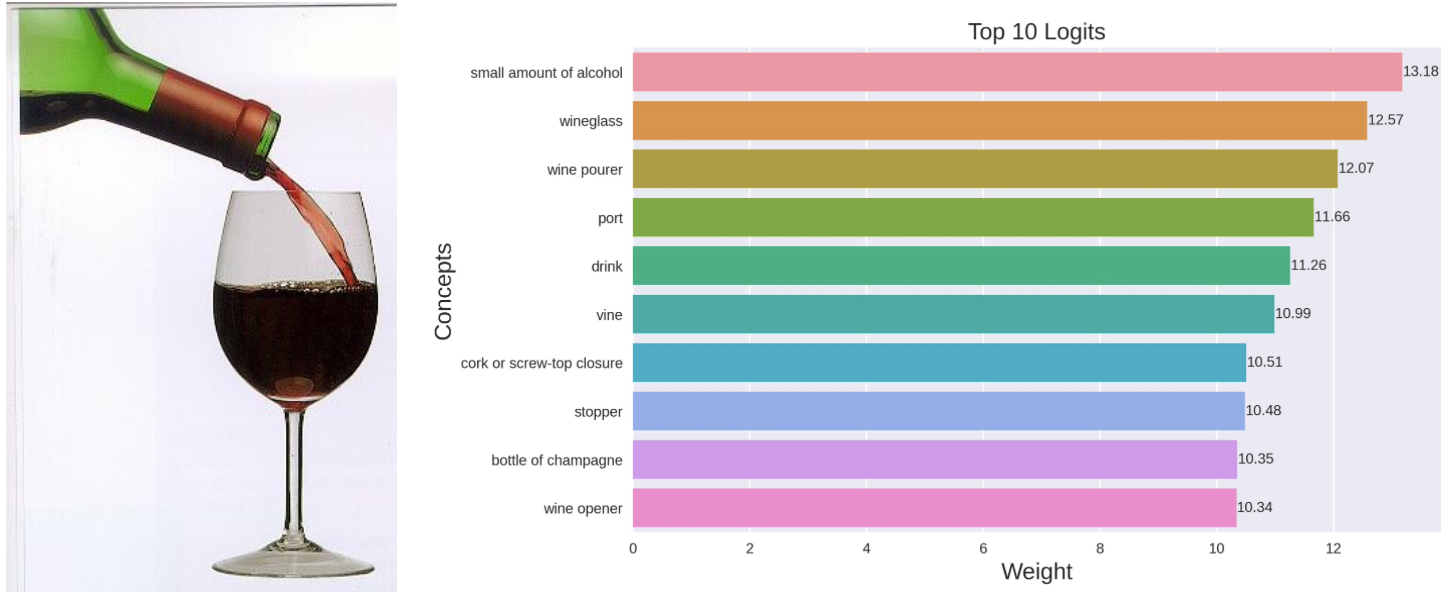 Top 10 Logits
small amount of alcohol
13.18
wineglass
12.57
wine pourer
12.07
port
11.66
drink
11.26
vine
10.99
cork or screw-top closure
10.51
stopper
10.48
bottle of champagne
10.35
wine opener
10.34
Concepts
0 2 4 6 8 10 12
Weight